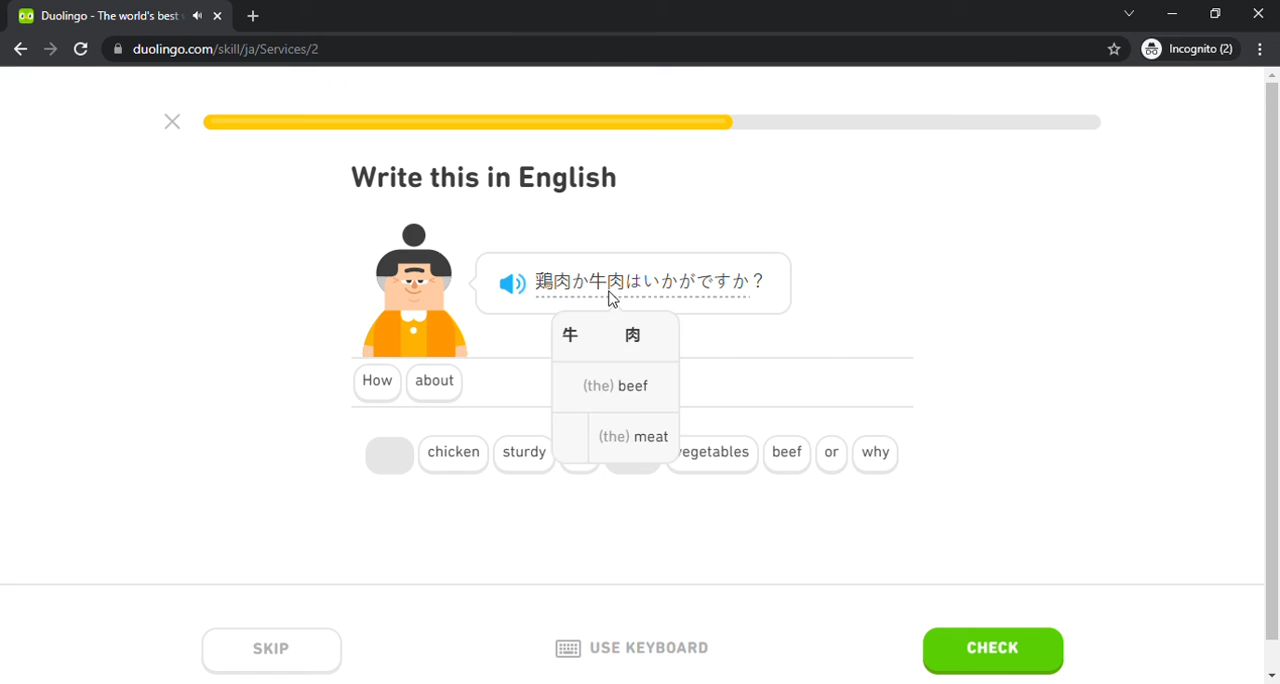 Duolingo - The world's best
duolingo.com/skill/ja/Services/2
Incognito (2)
Write this in English
鶏肉か牛肉はいかがですか？
牛 肉
(the) beef
(the) meat
How about
chicken sturdy vegetables beef or why
SKIP
USE KEYBOARD
CHECK